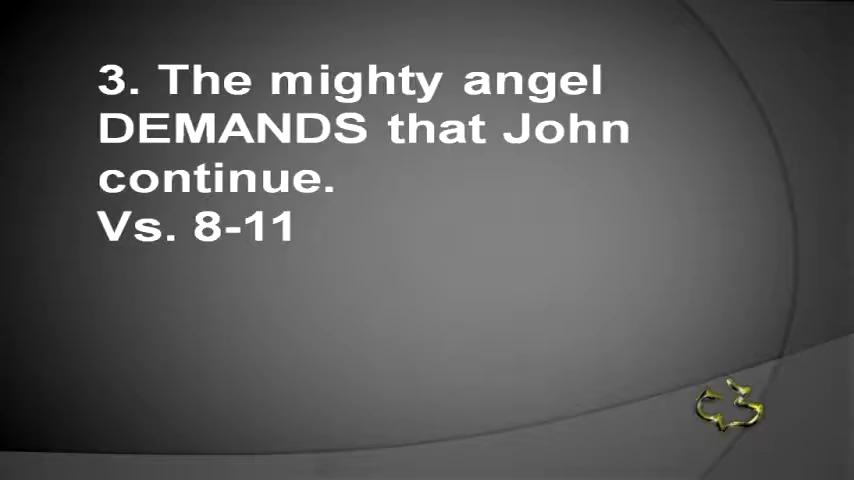 3. The mighty angel
DEMANDS that John
continue.
Vs. 8-11